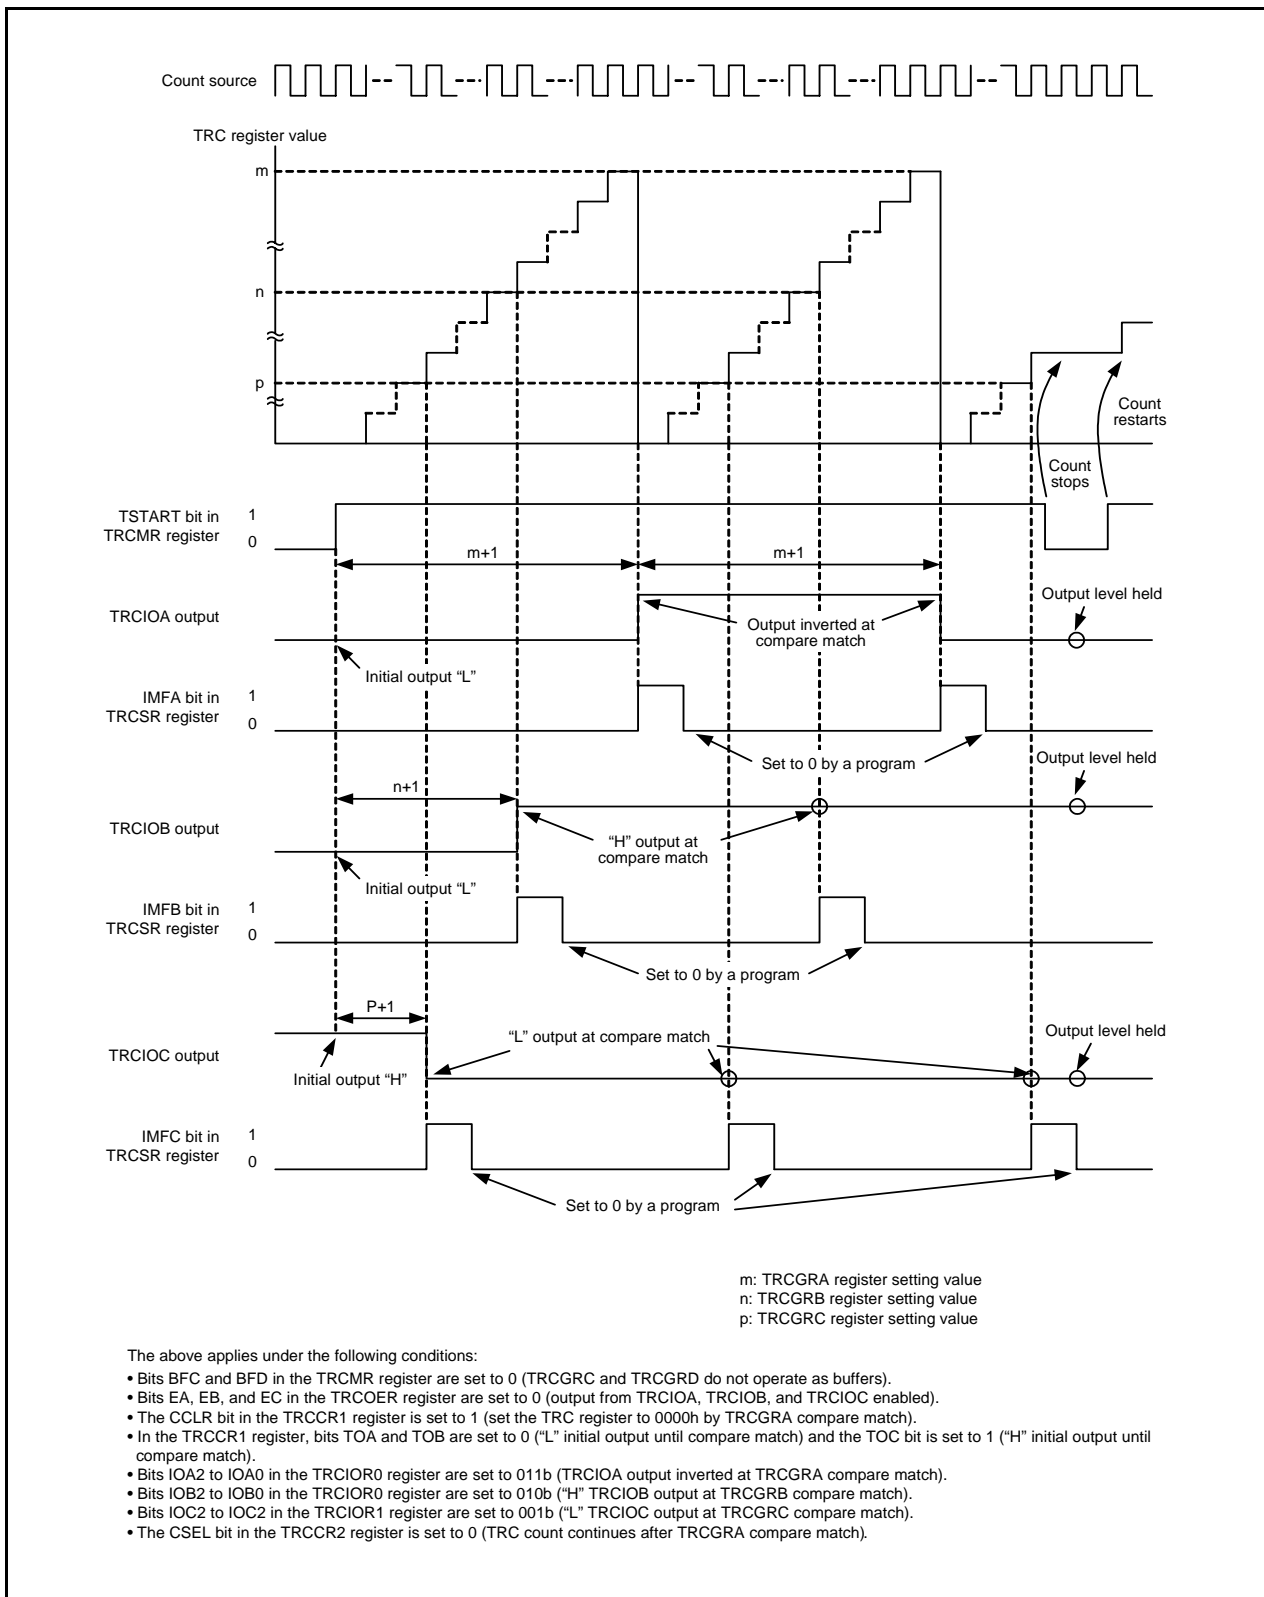 Count source
TRC register value
m
n
p
Count
restarts
Count
stops
TSTART bit in
TRCMR register
1
0
m+1
m+1
TRCIOA output
Output level held
Output inverted at
compare match
Initial output “L”
IMFA bit in
TRCSR register
1
0
Set to 0 by a program
Output level held
n+1
TRCIOB output
“H” output at
compare match
Initial output “L”
IMFB bit in
TRCSR register
1
0
Set to 0 by a program
P+1
TRCIOC output
“L” output at compare match
Output level held
Initial output “H”
IMFC bit in
TRCSR register
1
0
Set to 0 by a program
m: TRCGRA register setting value
n: TRCGRB register setting value
p: TRCGRC register setting value
The above applies under the following conditions:
• Bits BFC and BFD in the TRCMR register are set to 0 (TRCGRC and TRCGRD do not operate as buffers).
• Bits EA, EB, and EC in the TRCOER register are set to 0 (output from TRCIOA, TRCIOB, and TRCIOC enabled).
• The CCLR bit in the TRCCR1 register is set to 1 (set the TRC register to 0000h by TRCGRA compare match).
• In the TRCCR1 register, bits TOA and TOB are set to 0 (“L” initial output until compare match) and the TOC bit is set to 1 (“H” initial output until
compare match).
• Bits IOA2 to IOA0 in the TRCIOR0 register are set to 011b (TRCIOA output inverted at TRCGRA compare match).
• Bits IOB2 to IOB0 in the TRCIOR0 register are set to 010b (“H” TRCIOB output at TRCGRB compare match).
• Bits IOC2 to IOC2 in the TRCIOR1 register are set to 001b (“L” TRCIOC output at TRCGRC compare match).
• The CSEL bit in the TRCCR2 register is set to 0 (TRC count continues after TRCGRA compare match).